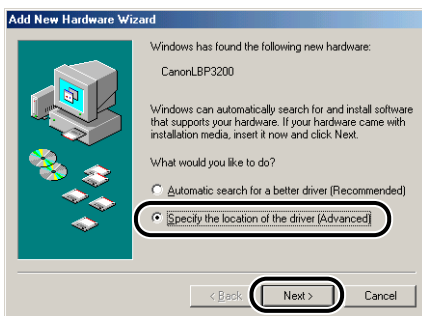 Add New Hardware Wizard
Windows has found the following new hardware:
CanonLBP3200
Windows can automatically search for and install software
that supports your hardware. If your hardware came with
installation media, insert it now and click Next.
What would you like to do?
Automatic search for a better driver (Recommended)
Specify the location of the driver (Advanced)
< Back Next > Cancel